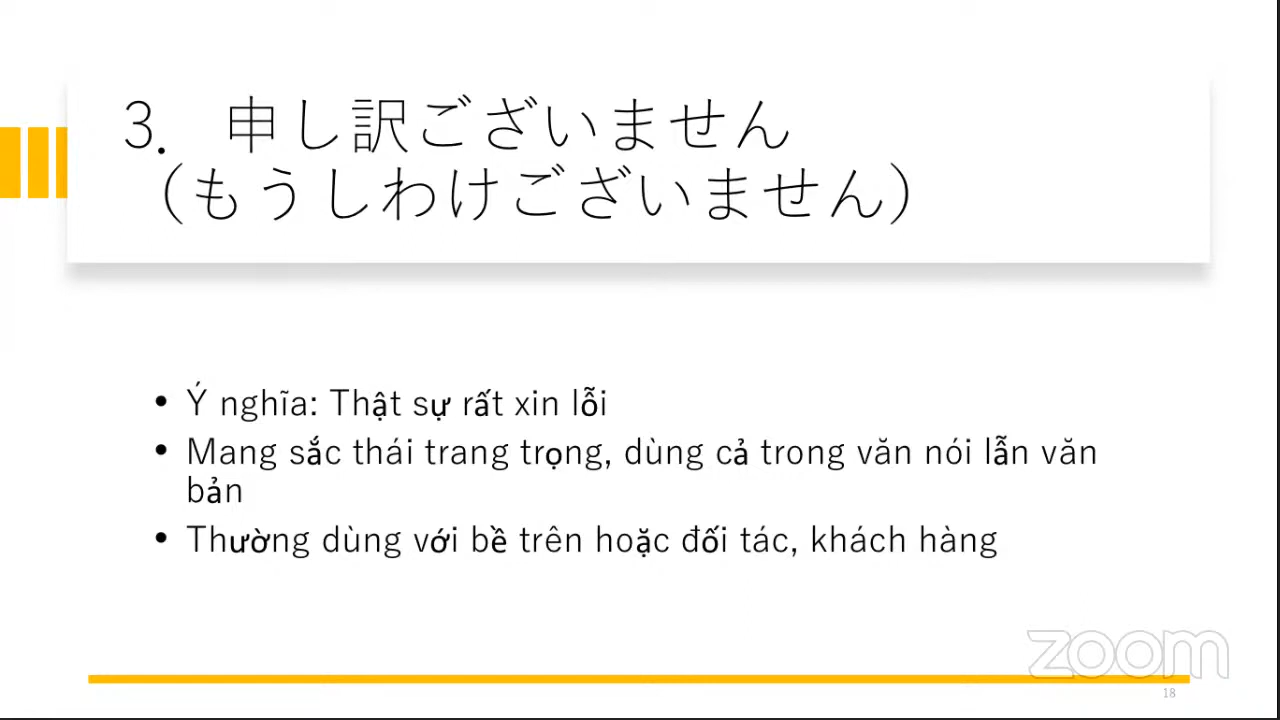 3.　申し訳ございません
（もうしわけございません）
• Ý nghĩa: Thật sự rất xin lỗi
• Mang sắc thái trang trọng, dùng cả trong văn nói lẫn văn
bản
• Thường dùng với bề trên hoặc đối tác, khách hàng
zoom
18